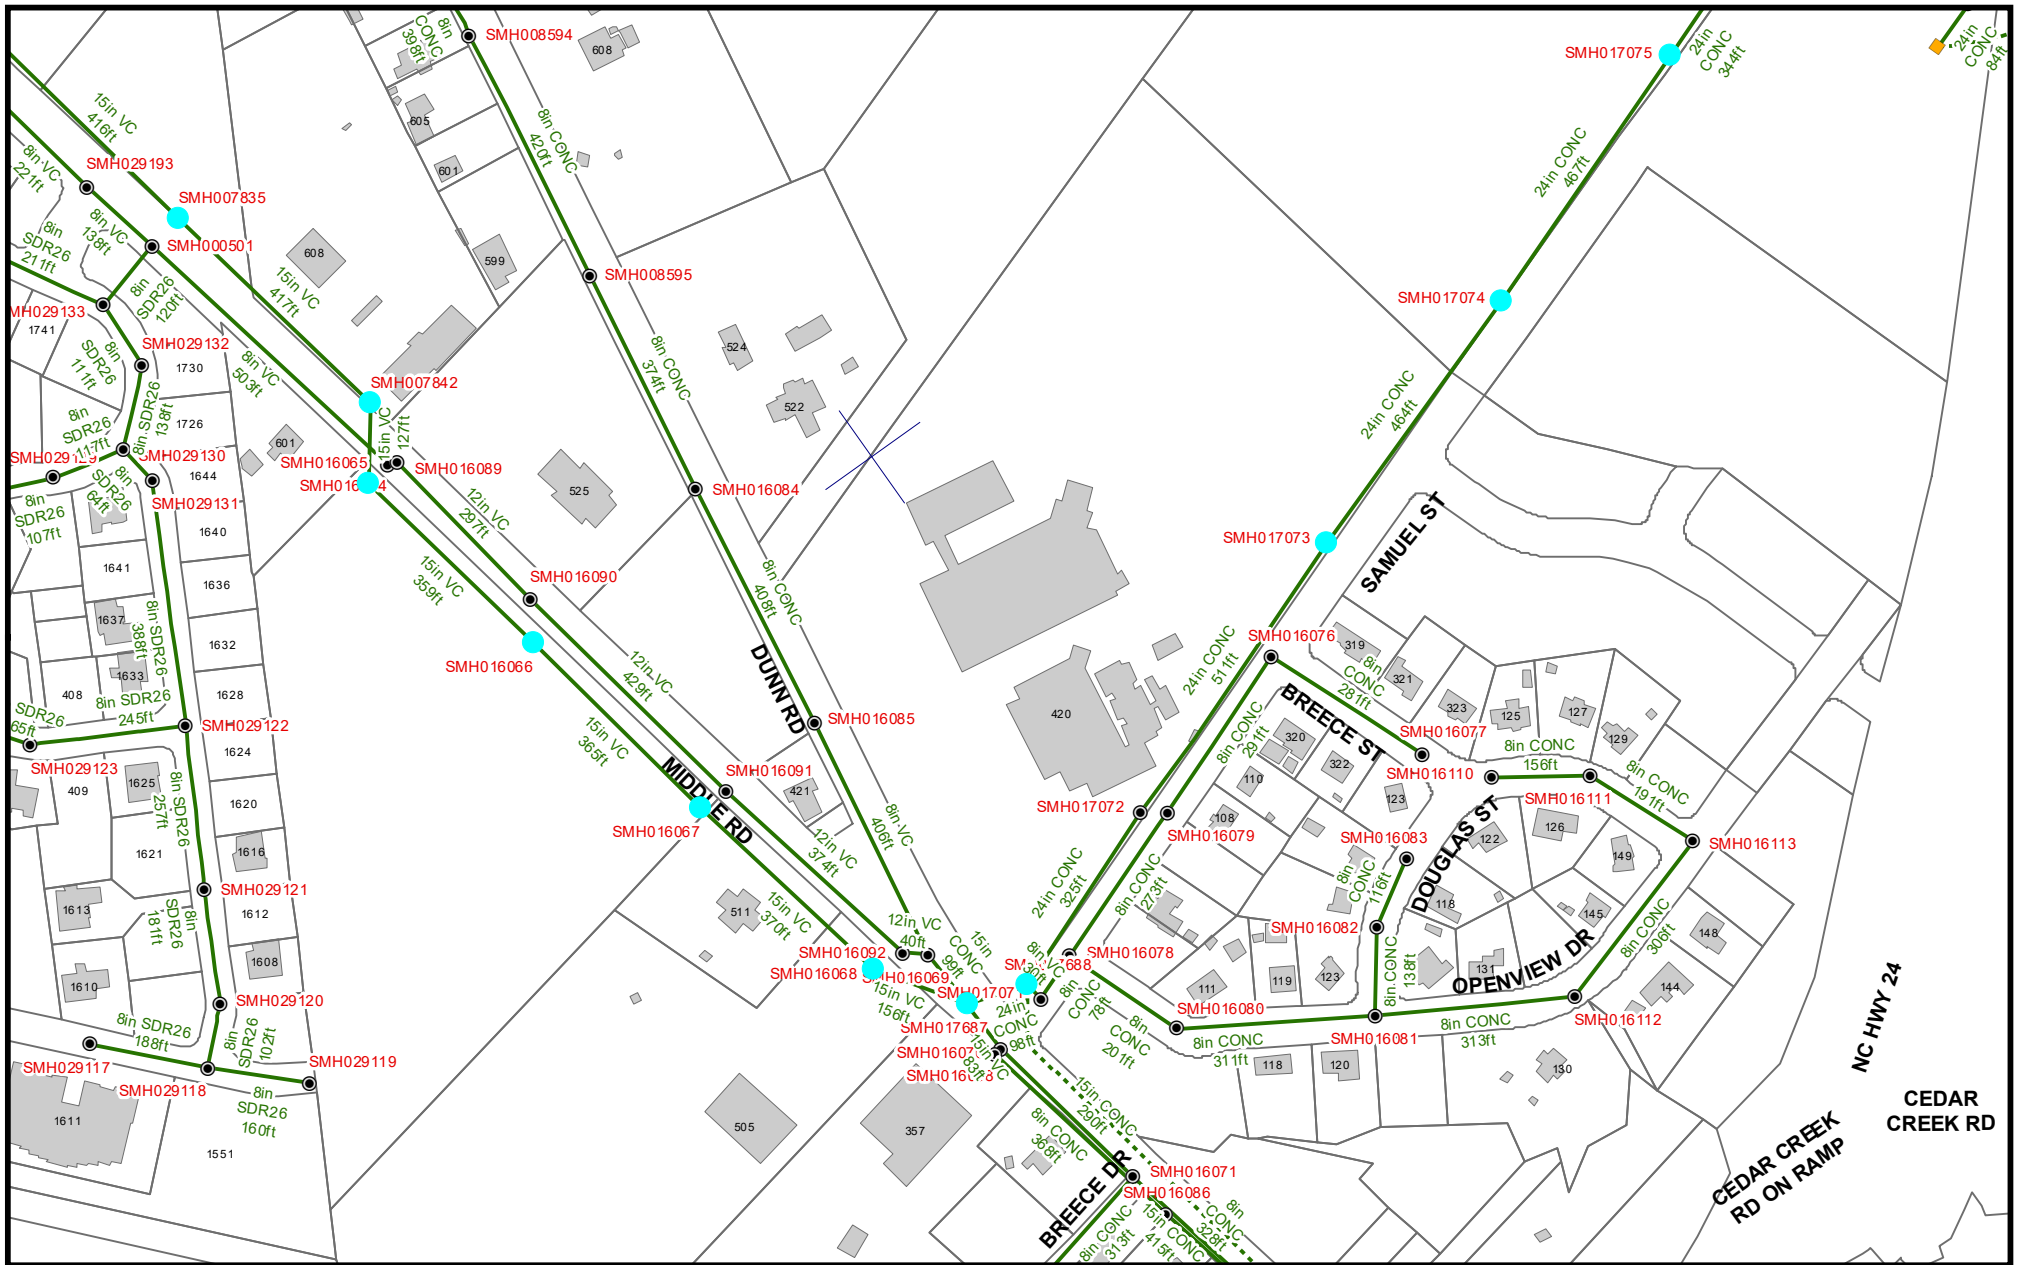 8in
CONC
398ft
SMH008594
608
SMH017075
24in
CONC
344ft
24in
CONC
84ft
15in VC
416ft
605
8in CONC
420ft
601
24in CONC
467ft
8in VC
221ft
SMH029193
SMH007835
8in VC
138ft
SMH000501
8in
SDR26
211ft
608
599
8in
SDR26
120ft
15in VC
417ft
SMH008595
SMH017074
MH029133
1741
SMH029132
8in
SDR26
111ft
1730
8in VC
503ft
524
8in CONC
374ft
SMH007842
522
24in CONC
464ft
8in
SDR26
117ft
8in SDR26
138ft
1726
601
15in VC
127ft
SMH029130
SMH016065
SMH016089
8in
SDR26
64ft
1644
525
SMH016084
SMH029131
8in
SDR26
107ft
12in VC
297ft
1640
SMH017073
SAMUEL ST
1641
1636
15in VC
359ft
SMH016090
8in CONC
408ft
1637
8in SDR26
388ft
1632
SMH016066
SMH016076
319
1633
408
8in SDR26
245ft
1628
12in VC
429ft
DUNN RD
24in CONC
511ft
8in
CONC
281ft
321
SDR26
65ft
SMH029122
SMH016085
420
BREECE ST
323
125
127
320
SMH016077
129
15in VC
365ft
8in CONC
291ft
8in CONC
156ft
1624
SMH029123
409
1625
8in SDR26
257ft
SMH016091
MIDDLE RD
421
110
322
SMH016110
8in CONC
191ft
1620
123
SMH016111
SMH017072
108
SMH016079
SMH016067
8in VC
406ft
SMH016083
DOUGLAS ST
122
126
SMH016113
1621
1616
12in VC
374ft
149
24in CONC
325ft
8in CONC
273ft
8in
CONC
116ft
SMH029121
1613
8in
SDR26
181ft
1612
511
15in VC
370ft
118
145
12in VC
40ft
SMH016082
148
8in CONC
306ft
15in
CONC
99ft
SMH016092
SMH016078
1608
SMH016068
131
OPENVIEW DR
8in CONC
138ft
119
123
1610
111
144
15in VC
156ft
8in
CONC
78ft
SMH029120
SMH016080
SMH016112
24in
CONC
98ft
SMH017687
8in SDR26
188ft
8in
SDR26
102ft
8in
CONC
201ft
8in CONC
311ft
SMH016081
8in CONC
313ft
NC HWY 24
SMH029117
SMH029118
SMH029119
15in VC
83ft
118
120
130
8in
SDR26
160ft
1611
505
357
15in CONC
290ft
8in CONC
368ft
CEDAR
CREEK RD
1551
SMH016071
SMH016086
BREECE DR
CEDAR CREEK
RD ON RAMP
8in
CONC
328ft
8in CONC
313ft
15in CONC
415ft